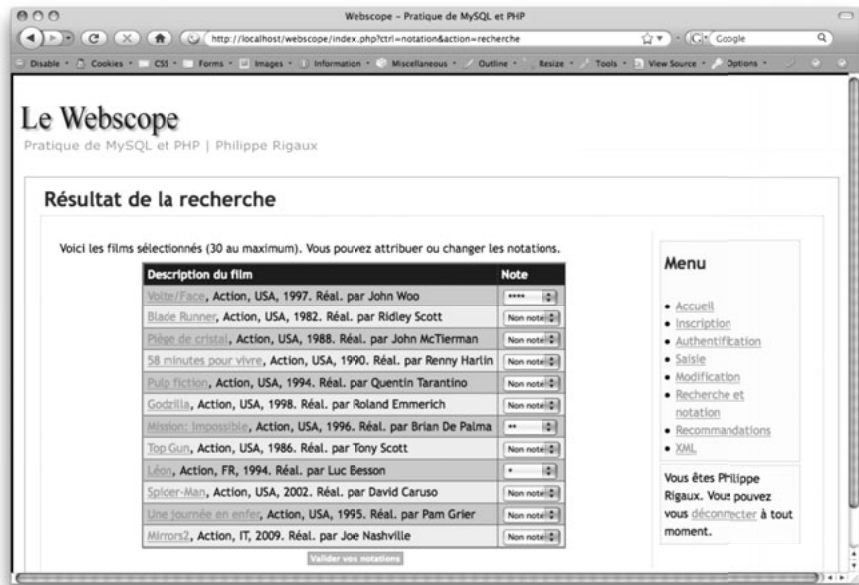 Webscope – Pratique de MySQL et PHP
http://localhost/webscope/index.php?ctrl=notation&action=recherche
Google
Disable Cookies CSS Forms Images Information Miscellaneous Outline Resize Tools View Source Options
Le Webscope
Pratique de MySQL et PHP | Philippe Rigaux
Résultat de la recherche
Voici les films sélectionnés (30 au maximum). Vous pouvez attribuer ou changer les notations.
Description du film Note
Volte/Face, Action, USA, 1997. Réal. par John Woo ****
Blade Runner, Action, USA, 1982. Réal. par Ridley Scott Non noté
Piège de cristal, Action, USA, 1988. Réal. par John McTierman Non noté
58 minutes pour vivre, Action, USA, 1990. Réal. par Renny Harlin Non noté
Pulp fiction, Action, USA, 1994. Réal. par Quentin Tarantino Non noté
Godzilla, Action, USA, 1998. Réal. par Roland Emmerich Non noté
Mission: Impossible, Action, USA, 1996. Réal. par Brian De Palma **
Top Gun, Action, USA, 1986. Réal. par Tony Scott Non noté
Léon, Action, FR, 1994. Réal. par Luc Besson *
Spider-Man, Action, USA, 2002. Réal. par David Caruso Non noté
Une journée en enfer, Action, USA, 1995. Réal. par Pam Grier Non noté
Mirrors2, Action, IT, 2009. Réal. par Joe Nashville Non noté
Valider vos notations
Menu
• Accueil
• Inscription
• Authentification
• Saisie
• Modification
• Recherche et
notation
• Recommandations
• XML
Vous êtes Philippe
Rigaux. Vous pouvez
vous déconnecter à tout
moment.